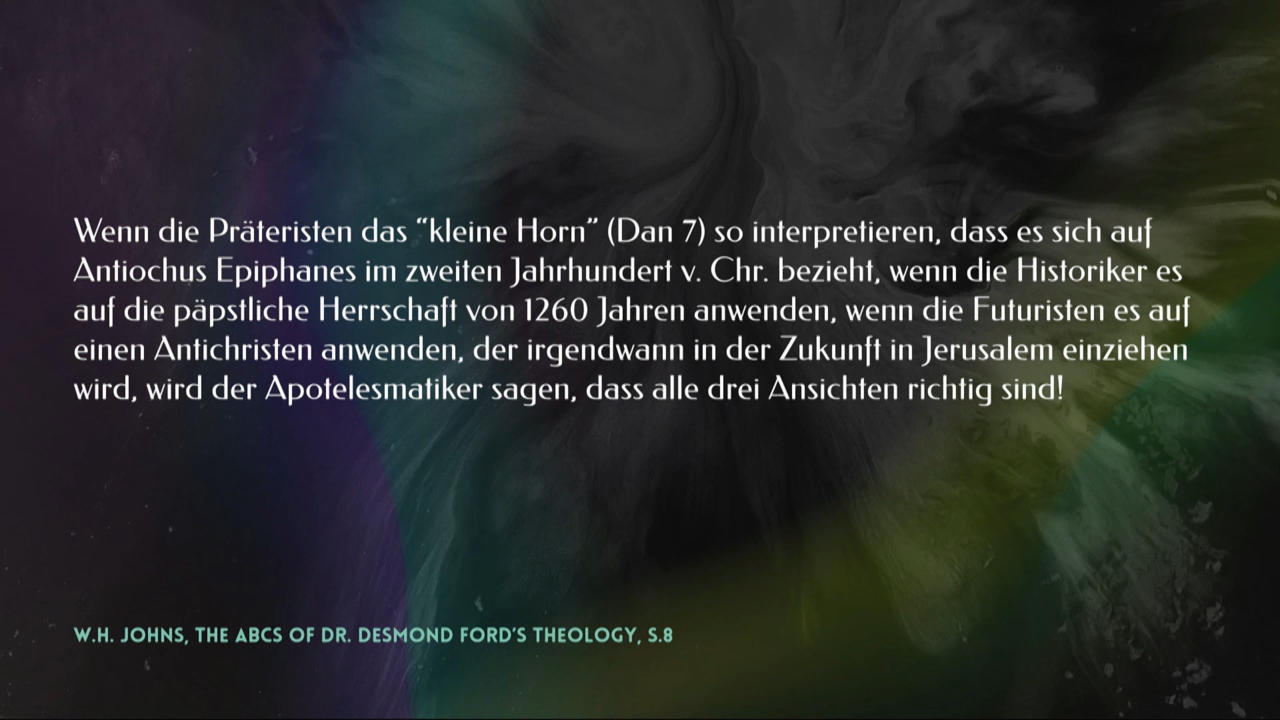 Wenn die Präteristen das “kleine Horn” (Dan 7) so interpretieren, dass es sich auf
Antiochus Epiphanes im zweiten Jahrhundert v. Chr. bezieht, wenn die Historiker es
auf die päpstliche Herrschaft von 1260 Jahren anwenden, wenn die Futuristen es auf
einen Antichristen anwenden, der irgendwann in der Zukunft in Jerusalem einziehen
wird, wird der Apotelesmatiker sagen, dass alle drei Ansichten richtig sind!
W.H. JOHNS, THE ABCS OF DR. DESMOND FORD’S THEOLOGY, S.8